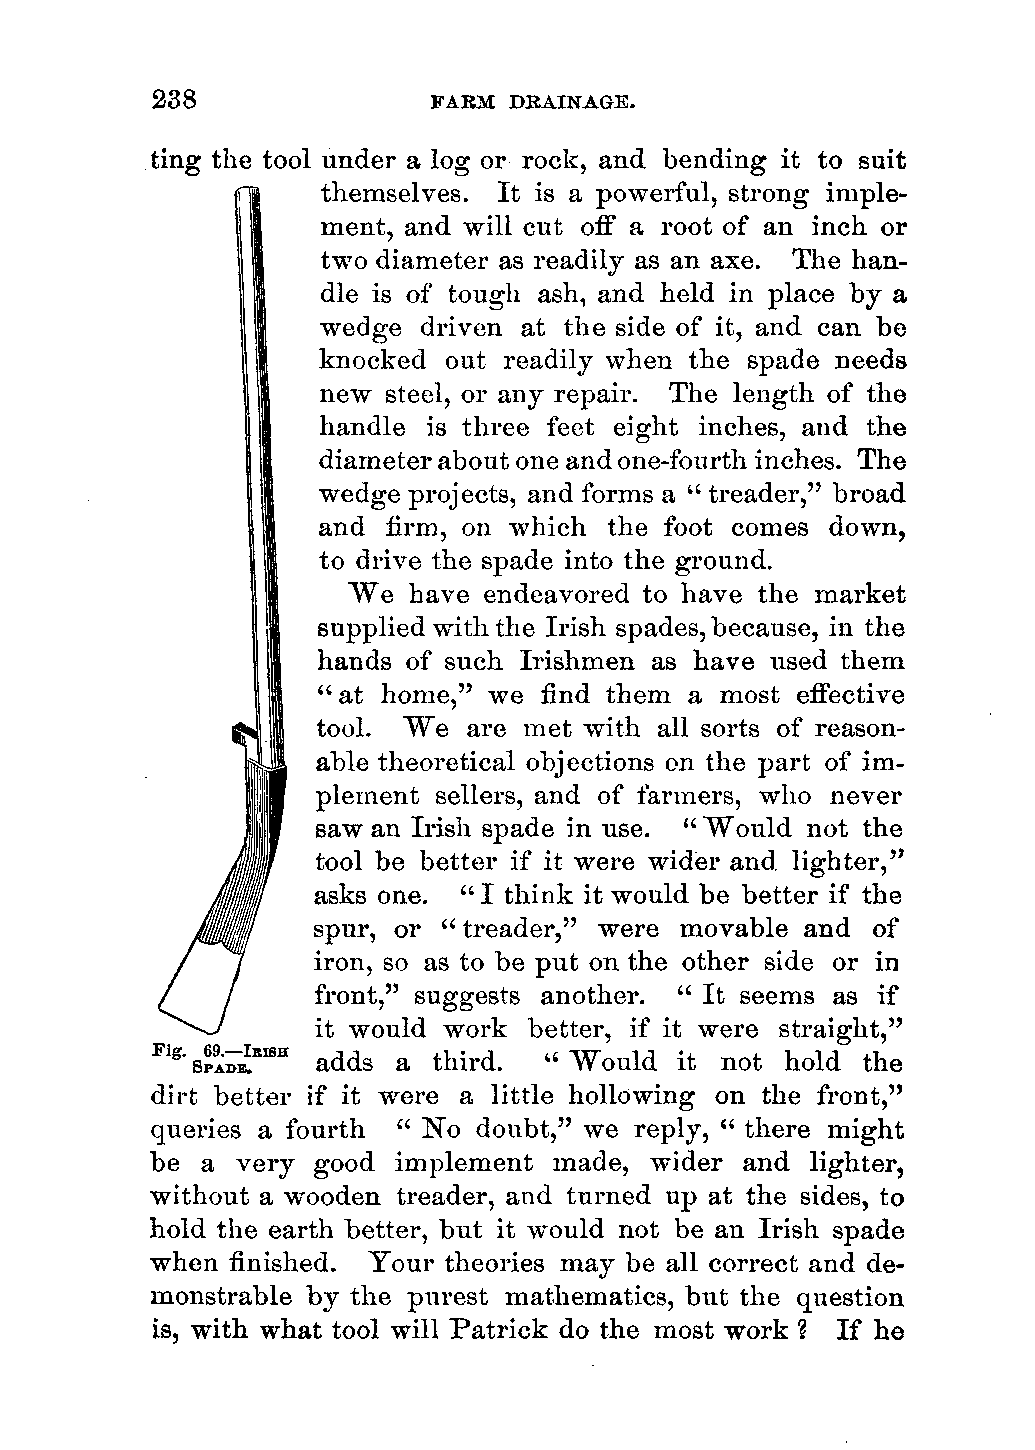 238 FARM DRAINAGE.
ting the tool under a log or rock, and bending it to suit
themselves. It is a powerful, strong imple-
ment, and will cut off a root of an inch or
two diameter as readily as an axe. The han-
dle is of tough ash, and held in place by a
wedge driven at the side of it, and can be
knocked out readily when the spade needs
new steel, or any repair. The length of the
handle is three feet eight inches, and the
diameter about one and one-fourth inches. The
wedge projects, and forms a “treader,” broad
and firm, on which the foot comes down,
to drive the spade into the ground.
We have endeavored to have the market
supplied with the Irish spades, because, in the
hands of such Irishmen as have used them
“at home,” we find them a most effective
tool. We are met with all sorts of reason-
able theoretical objections on the part of im-
plement sellers, and of farmers, who never
saw an Irish spade in use. “Would not the
tool be better if it were wider and lighter,”
asks one. “I think it would be better if the
spur, or “treader,” were movable and of
iron, so as to be put on the other side or in
front,” suggests another. “It seems as if
it would work better, if it were straight,”
adds a third. “Would it not hold the
Fig. 69.—IRISH
SPADE.
dirt better if it were a little hollowing on the front,”
queries a fourth “No doubt,” we reply, “there might
be a very good implement made, wider and lighter,
without a wooden treader, and turned up at the sides, to
hold the earth better, but it would not be an Irish spade
when finished. Your theories may be all correct and de-
monstrable by the purest mathematics, but the question
is, with what tool will Patrick do the most work? If he